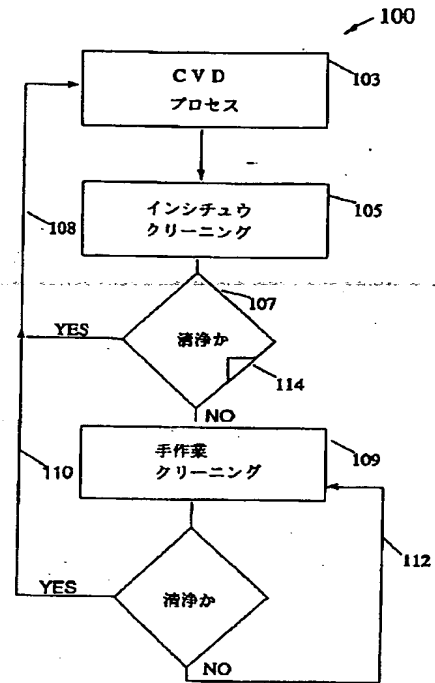 100
CVD
プロセス
103
インシチュウ
クリーニング
105
108
107
清浄か
YES
114
NO
手作業
クリーニング
109
110
112
清浄か
YES
NO